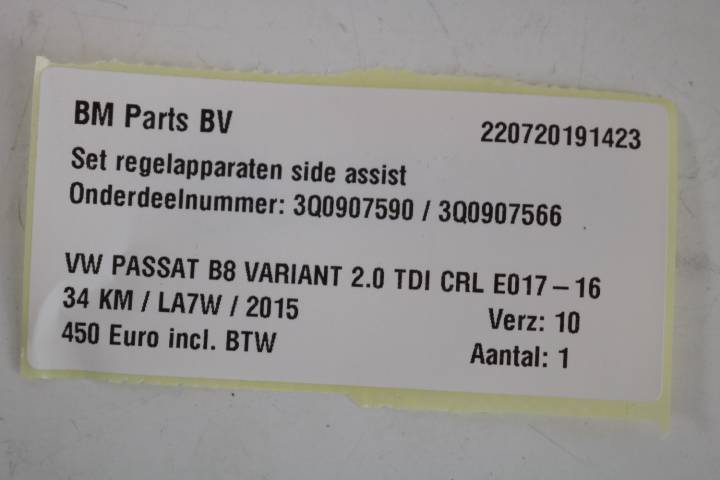 BM Parts BV 220720191423
Set regelapparaten side assist
Onderdeelnummer: 3Q0907590 / 3Q0907566
VW PASSAT B8 VARIANT 2.0 TDI CRL E017-16
34 KM / LA7W / 2015 Verz: 10
450 Euro incl. BTW Aantal: 1